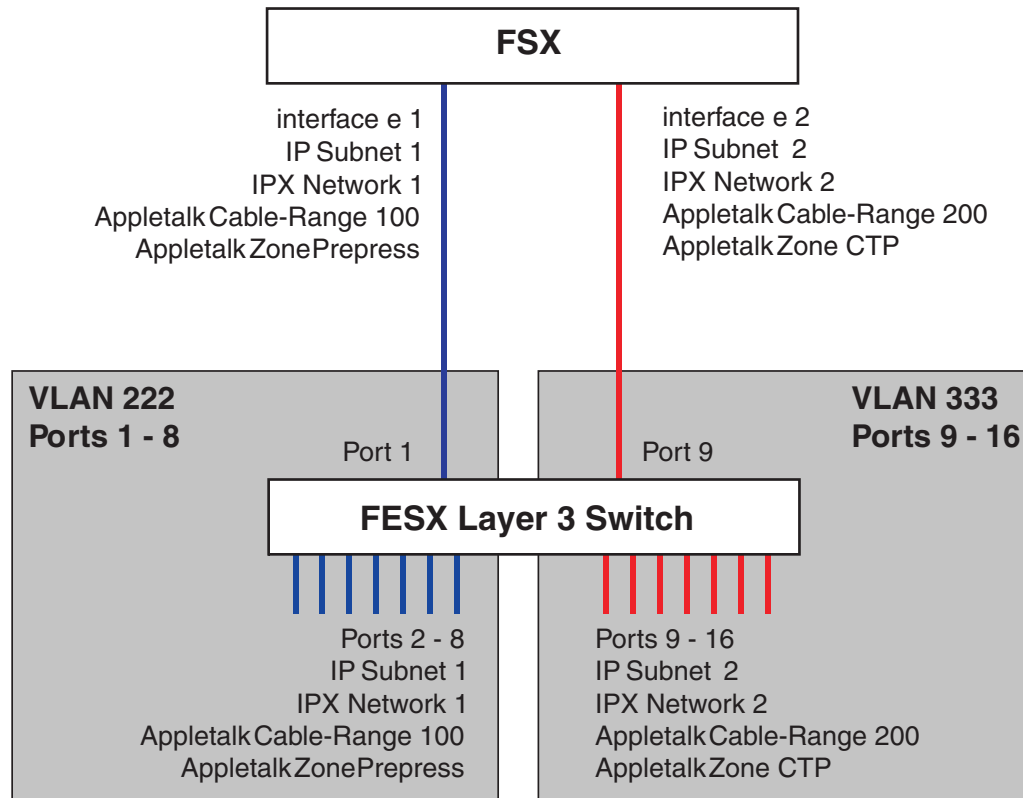 FSX
interface e 1
IP Subnet 1
IPX Network 1
Appletalk Cable-Range 100
Appletalk ZonePrepress
interface e 2
IP Subnet 2
IPX Network 2
Appletalk Cable-Range 200
Appletalk Zone CTP
VLAN 222
Ports 1 - 8
Port 1
VLAN 333
Ports 9 - 16
Port 9
FESX Layer 3 Switch
Ports 2 - 8
IP Subnet 1
IPX Network 1
Appletalk Cable-Range 100
Appletalk ZonePrepress
Ports 9 - 16
IP Subnet 2
IPX Network 2
Appletalk Cable-Range 200
Appletalk Zone CTP